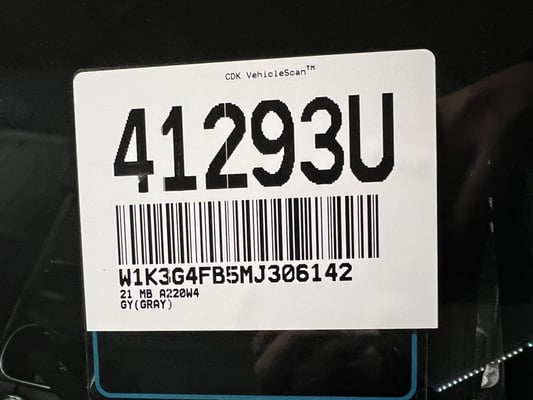 CDK VehicleScan™
41293U
W1K3G4FB5MJ306142
21 MB A220W4
GY(GRAY)